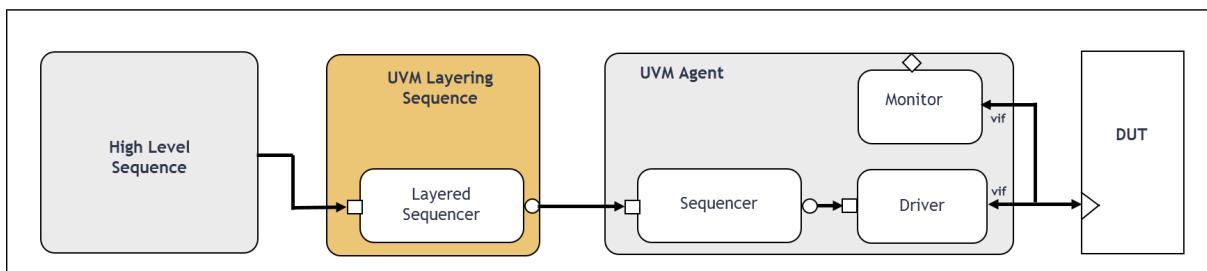 High Level
Sequence
UVM Layering
Sequence
Layered
Sequencer
UVM Agent
Sequencer
Monitor
vif
Driver
vif
DUT